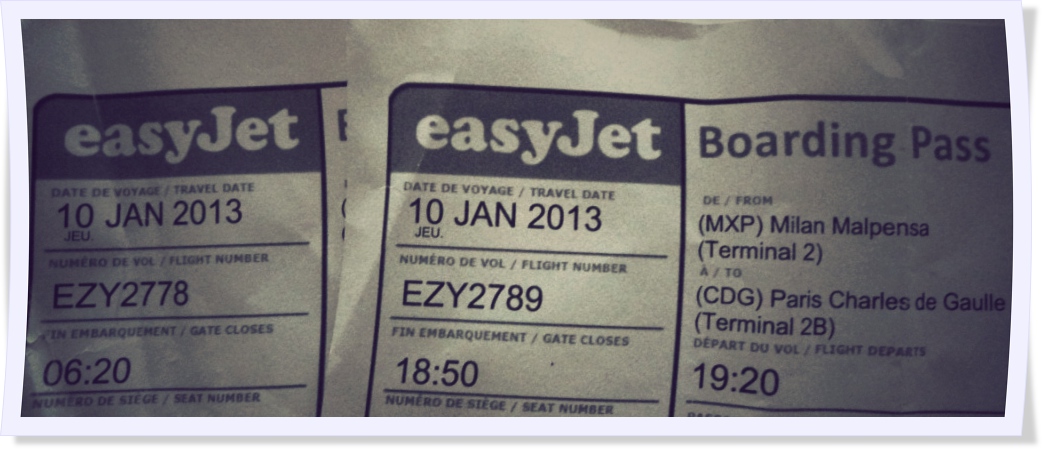 easyJet
DATE DE VOYAGE / TRAVEL DATE
10 JAN 2013
JEU.
NUMÉRO DE VOL / FLIGHT NUMBER
EZY2778
FIN EMBARQUEMENT / GATE CLOSES
06:20
NUMÉRO DE SIÈGE / SEAT NUMBER
easyJet
DATE DE VOYAGE / TRAVEL DATE
10 JAN 2013
JEU.
NUMÉRO DE VOL / FLIGHT NUMBER
EZY2789
FIN EMBARQUEMENT / GATE CLOSES
18:50
NUMÉRO DE SIÈGE / SEAT NUMBER
Boarding Pass
DE / FROM
(MXP) Milan Malpensa
(Terminal 2)
À / TO
(CDG) Paris Charles de Gaulle
(Terminal 2B)
DÉPART DU VOL / FLIGHT DEPARTS
19:20